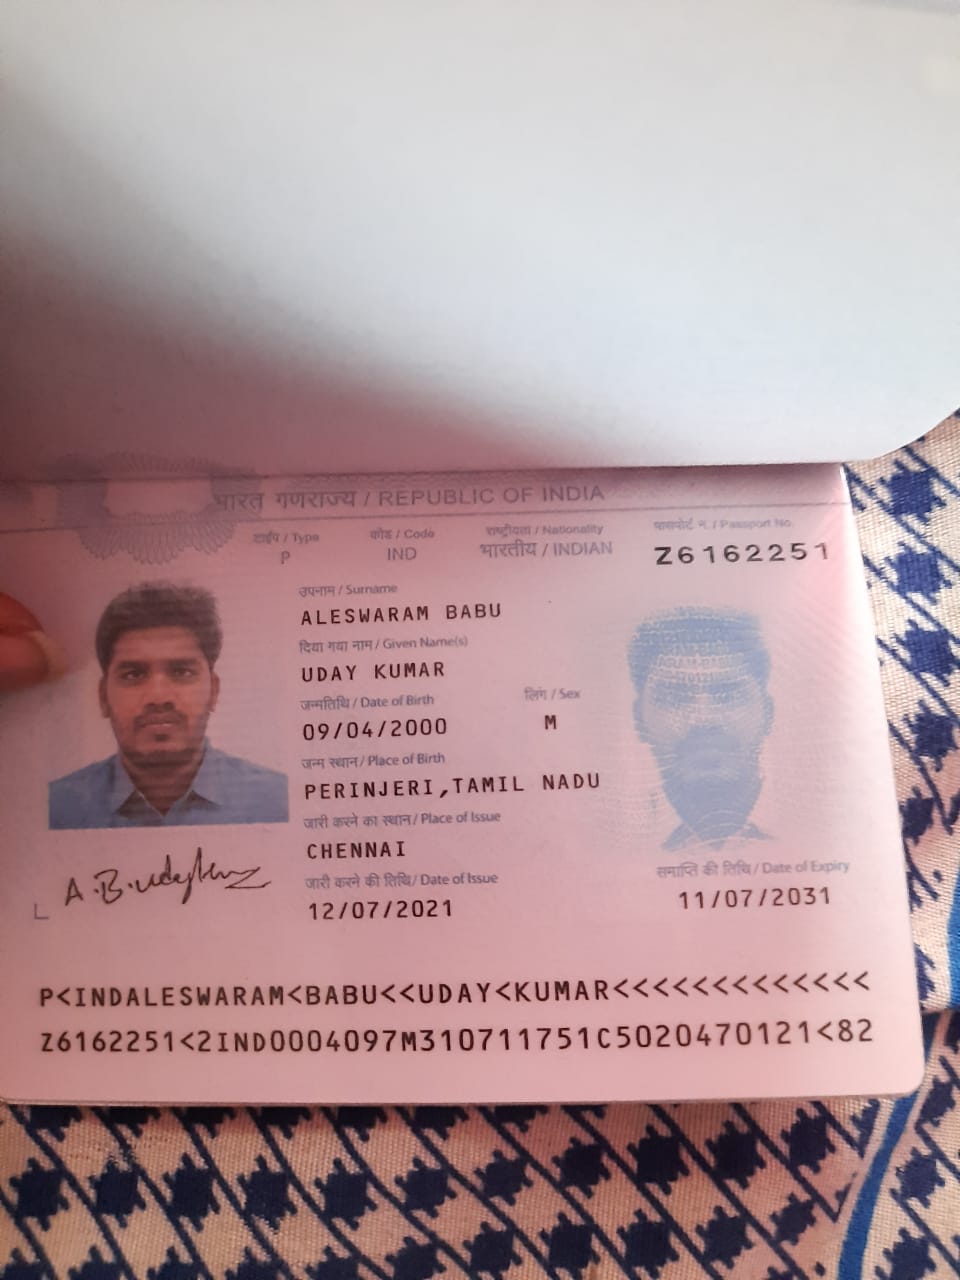 भारत गणराज्य / REPUBLIC OF INDIA
टाईप / Type कोड / Code राष्ट्रीयता / Nationality पासपोर्ट न. / Passport No.
P IND भारतीय / INDIAN Z6162251
उपनाम / Surname
ALESWARAM BABU
दिया गया नाम / Given Name(s)
UDAY KUMAR
जन्मतिथि / Date of Birth लिंग / Sex
09/04/2000 M
जन्म स्थान / Place of Birth
PERINJERI,TAMIL NADU
जारी करने का स्थान / Place of Issue
CHENNAI
जारी करने की तिथि / Date of Issue समाप्ति की तिथि / Date of Expiry
12/07/2021 11/07/2031
A.B.Uday
P<INDALESWARAM<BABU<<UDAY<KUMAR<<<<<<<<<<<<<
Z6162251<2IND0004097M310711751C5020470121<82